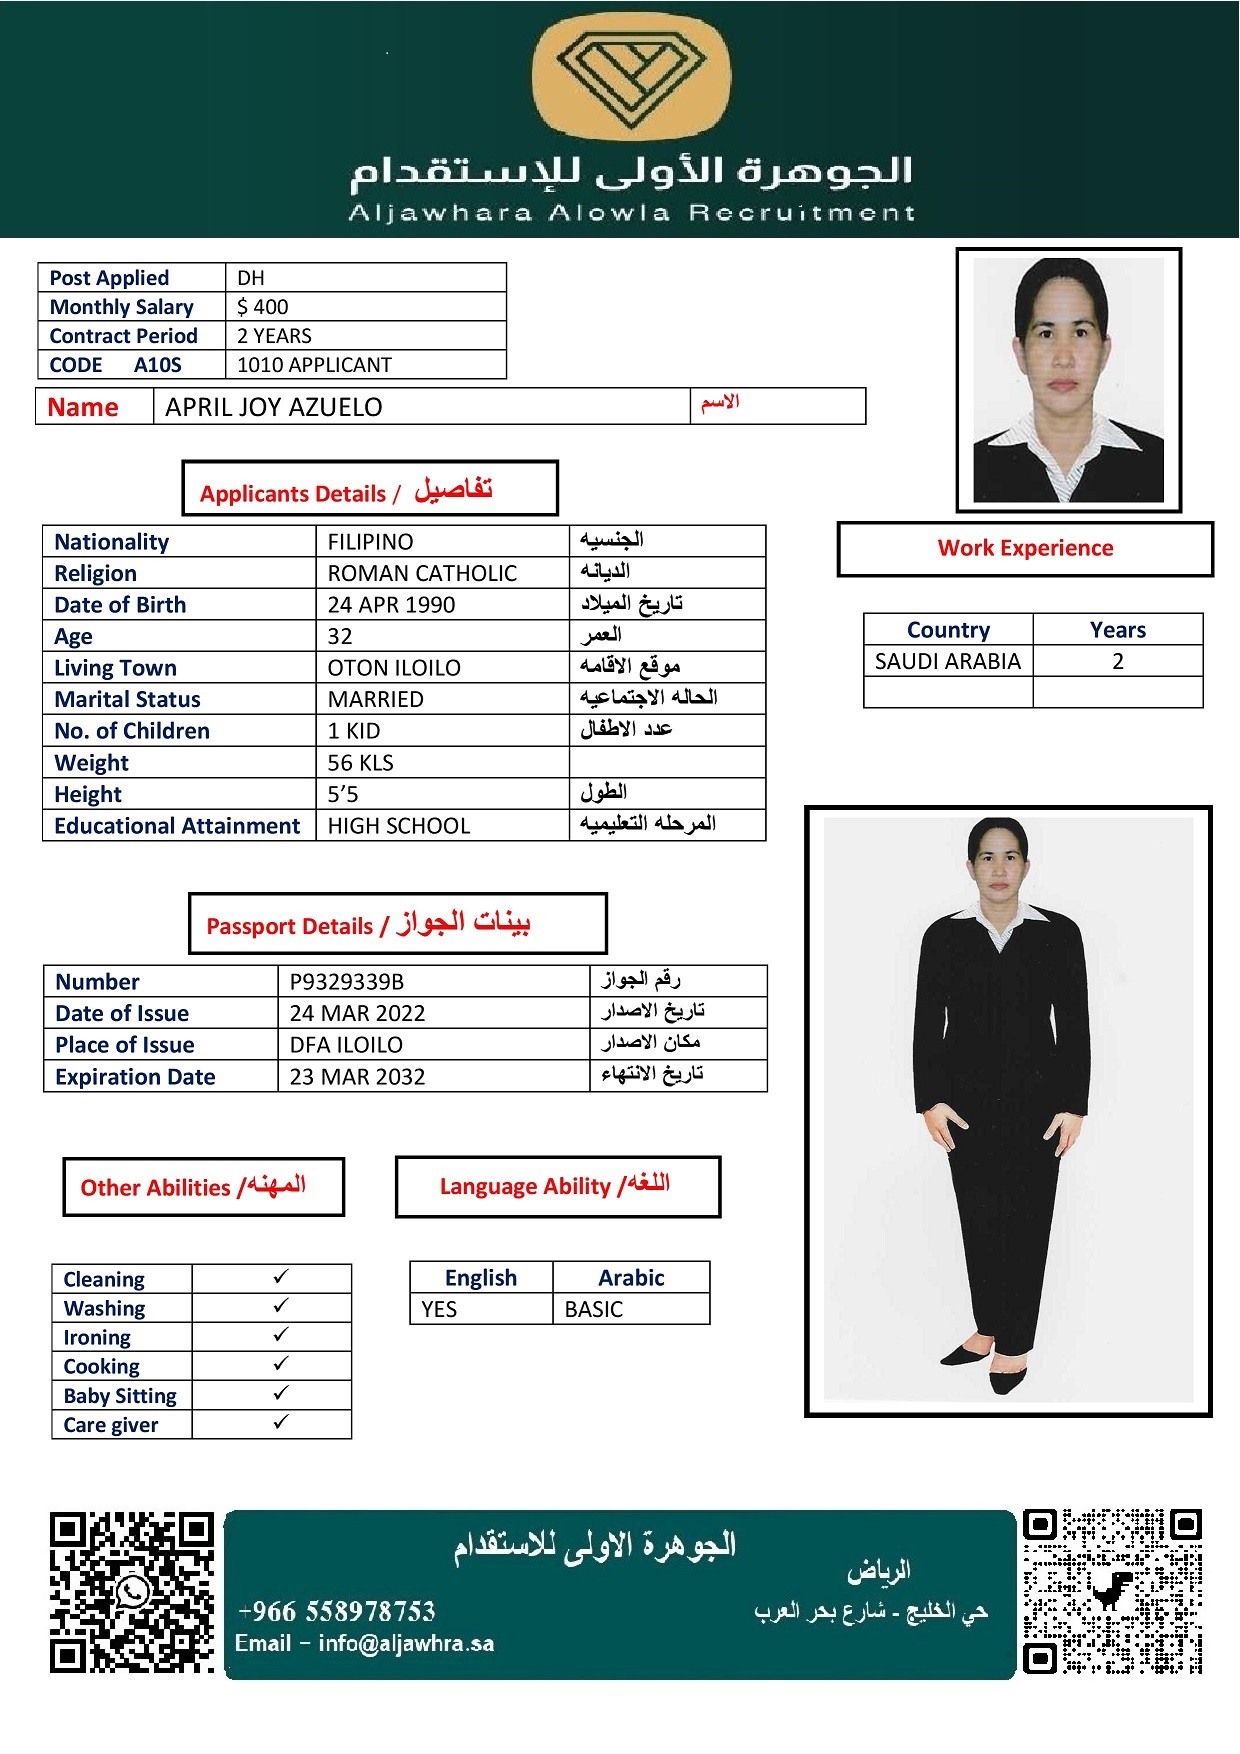 الجوهرة الأولى للإستقدام
Aljawhara Alowla Recruitment
Post Applied DH
Monthly Salary $ 400
Contract Period 2 YEARS
CODE A10S 1010 APPLICANT
Name APRIL JOY AZUELO الاسم
Applicants Details / تفاصيل
Nationality FILIPINO الجنسيه
Religion ROMAN CATHOLIC الديانه
Date of Birth 24 APR 1990 تاريخ الميلاد
Age 32 العمر
Living Town OTON ILOILO موقع الاقامه
Marital Status MARRIED الحاله الاجتماعيه
No. of Children 1 KID عدد الاطفال
Weight 56 KLS
Height 5’5 الطول
Educational Attainment HIGH SCHOOL المرحله التعليميه
Work Experience
Country Years
SAUDI ARABIA 2
Passport Details / بينات الجواز
Number P9329339B رقم الجواز
Date of Issue 24 MAR 2022 تاريخ الاصدار
Place of Issue DFA ILOILO مكان الاصدار
Expiration Date 23 MAR 2032 تاريخ الانتهاء
Other Abilities /المهنه
Cleaning ✓
Washing ✓
Ironing ✓
Cooking ✓
Baby Sitting ✓
Care giver ✓
Language Ability /اللغه
English Arabic
YES BASIC
الجوهرة الاولى للاستقدام
الرياض
حي الخليج - شارع بحر العرب
+966 558978753
Email – info@aljawhra.sa